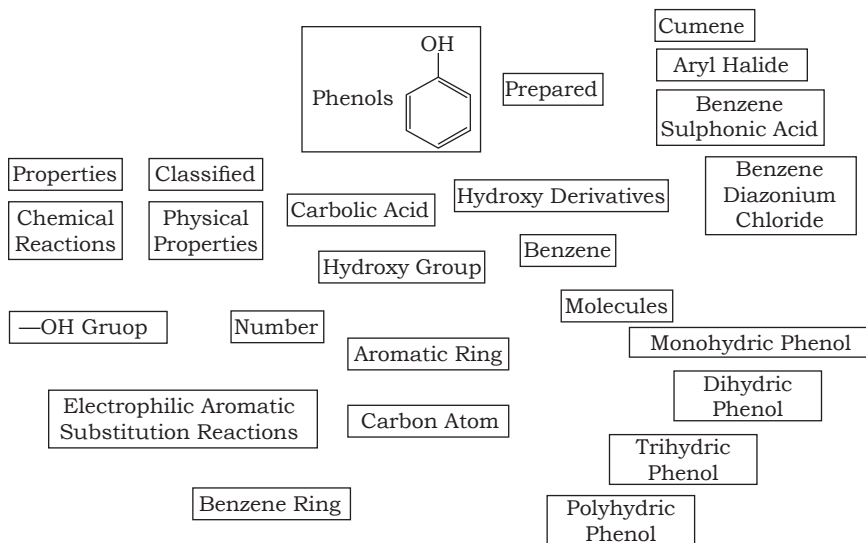 Cumene
OH
Aryl Halide
Phenols
Prepared
Benzene
Sulphonic Acid
Properties
Classified
Benzene
Diazonium
Chloride
Hydroxy Derivatives
Carbolic Acid
Chemical
Reactions
Physical
Properties
Benzene
Hydroxy Group
Molecules
—OH Gruop
Number
Monohydric Phenol
Aromatic Ring
Dihydric
Phenol
Electrophilic Aromatic
Substitution Reactions
Carbon Atom
Trihydric
Phenol
Benzene Ring
Polyhydric
Phenol